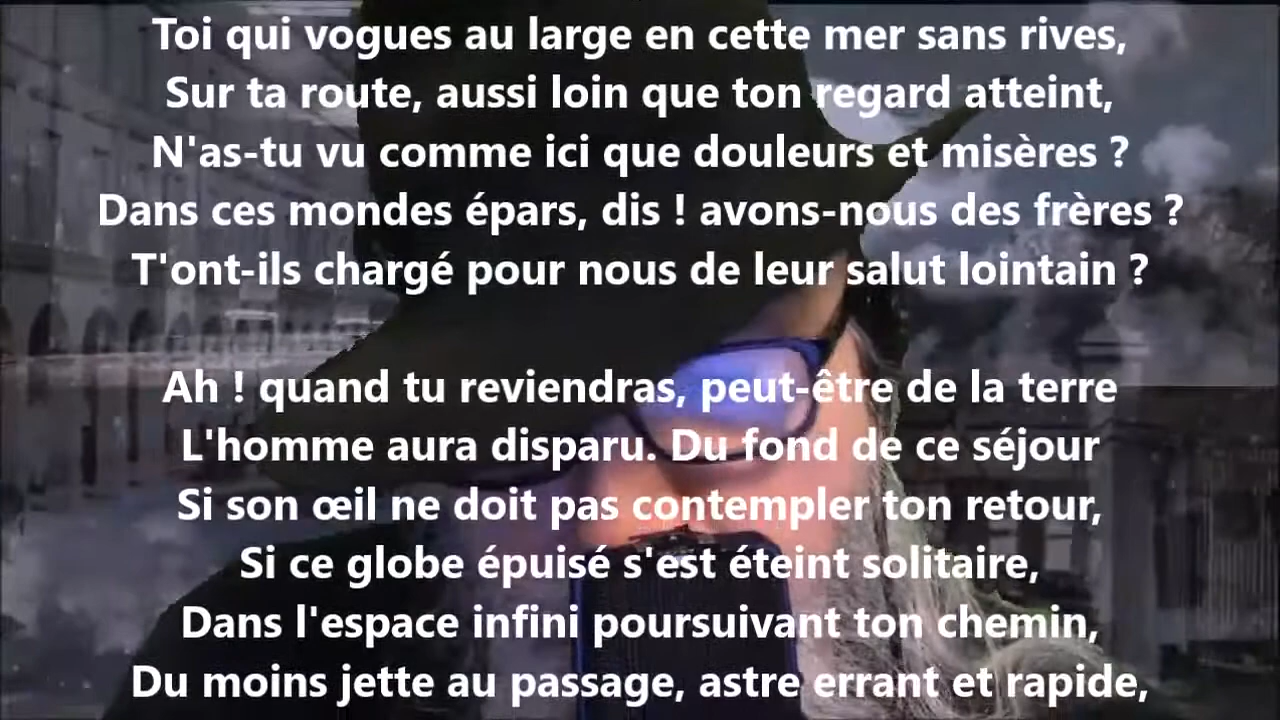 Toi qui vogues au large en cette mer sans rives,
Sur ta route, aussi loin que ton regard atteint,
N'as-tu vu comme ici que douleurs et misères ?
Dans ces mondes épars, dis ! avons-nous des frères ?
T'ont-ils chargé pour nous de leur salut lointain ?
Ah ! quand tu reviendras, peut-être de la terre
L'homme aura disparu. Du fond de ce séjour
Si son œil ne doit pas contempler ton retour,
Si ce globe épuisé s'est éteint solitaire,
Dans l'espace infini poursuivant ton chemin,
Du moins jette au passage, astre errant et rapide,